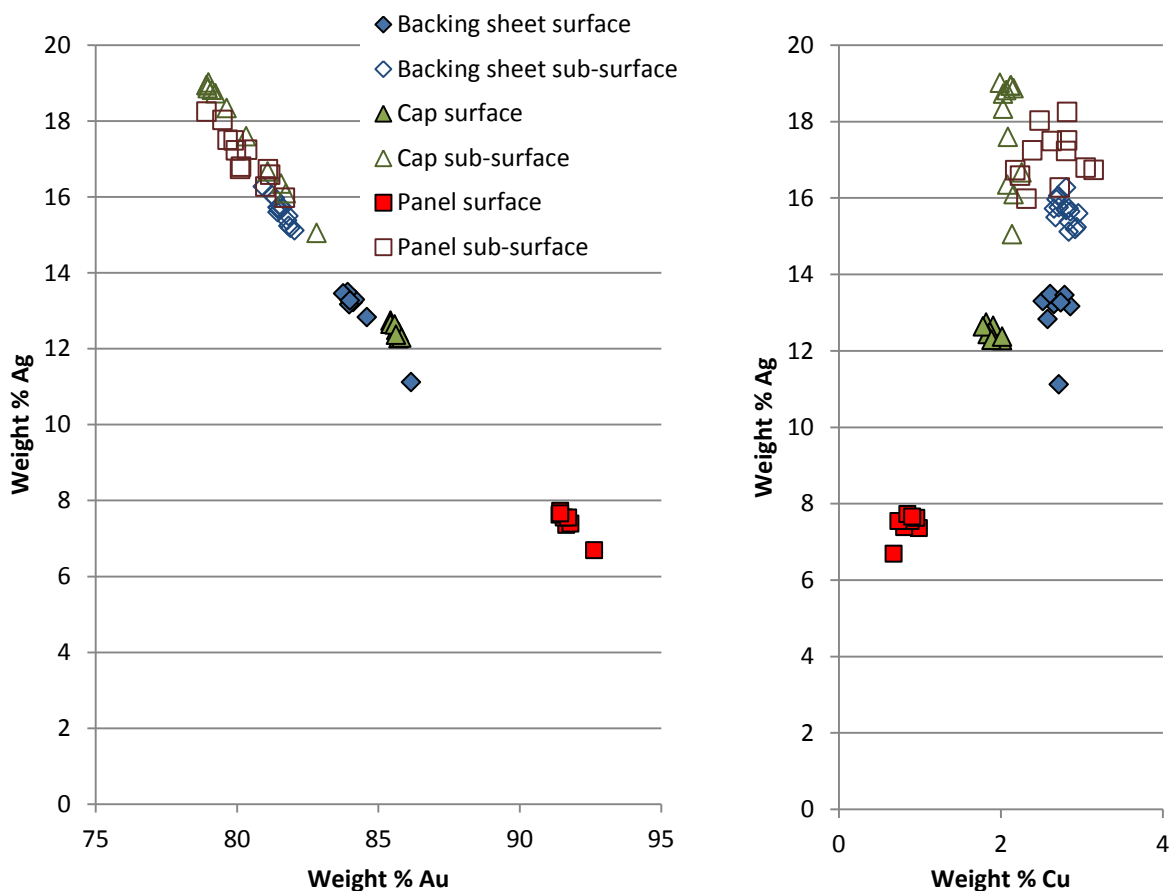 Backing sheet surface
Backing sheet sub-surface
Cap surface
Cap sub-surface
Panel surface
Panel sub-surface
Weight % Ag
20
18
16
14
12
10
8
6
4
2
0
75 80 85 90 95
Weight % Au
Weight % Ag
20
18
16
14
12
10
8
6
4
2
0
0 2 4
Weight % Cu